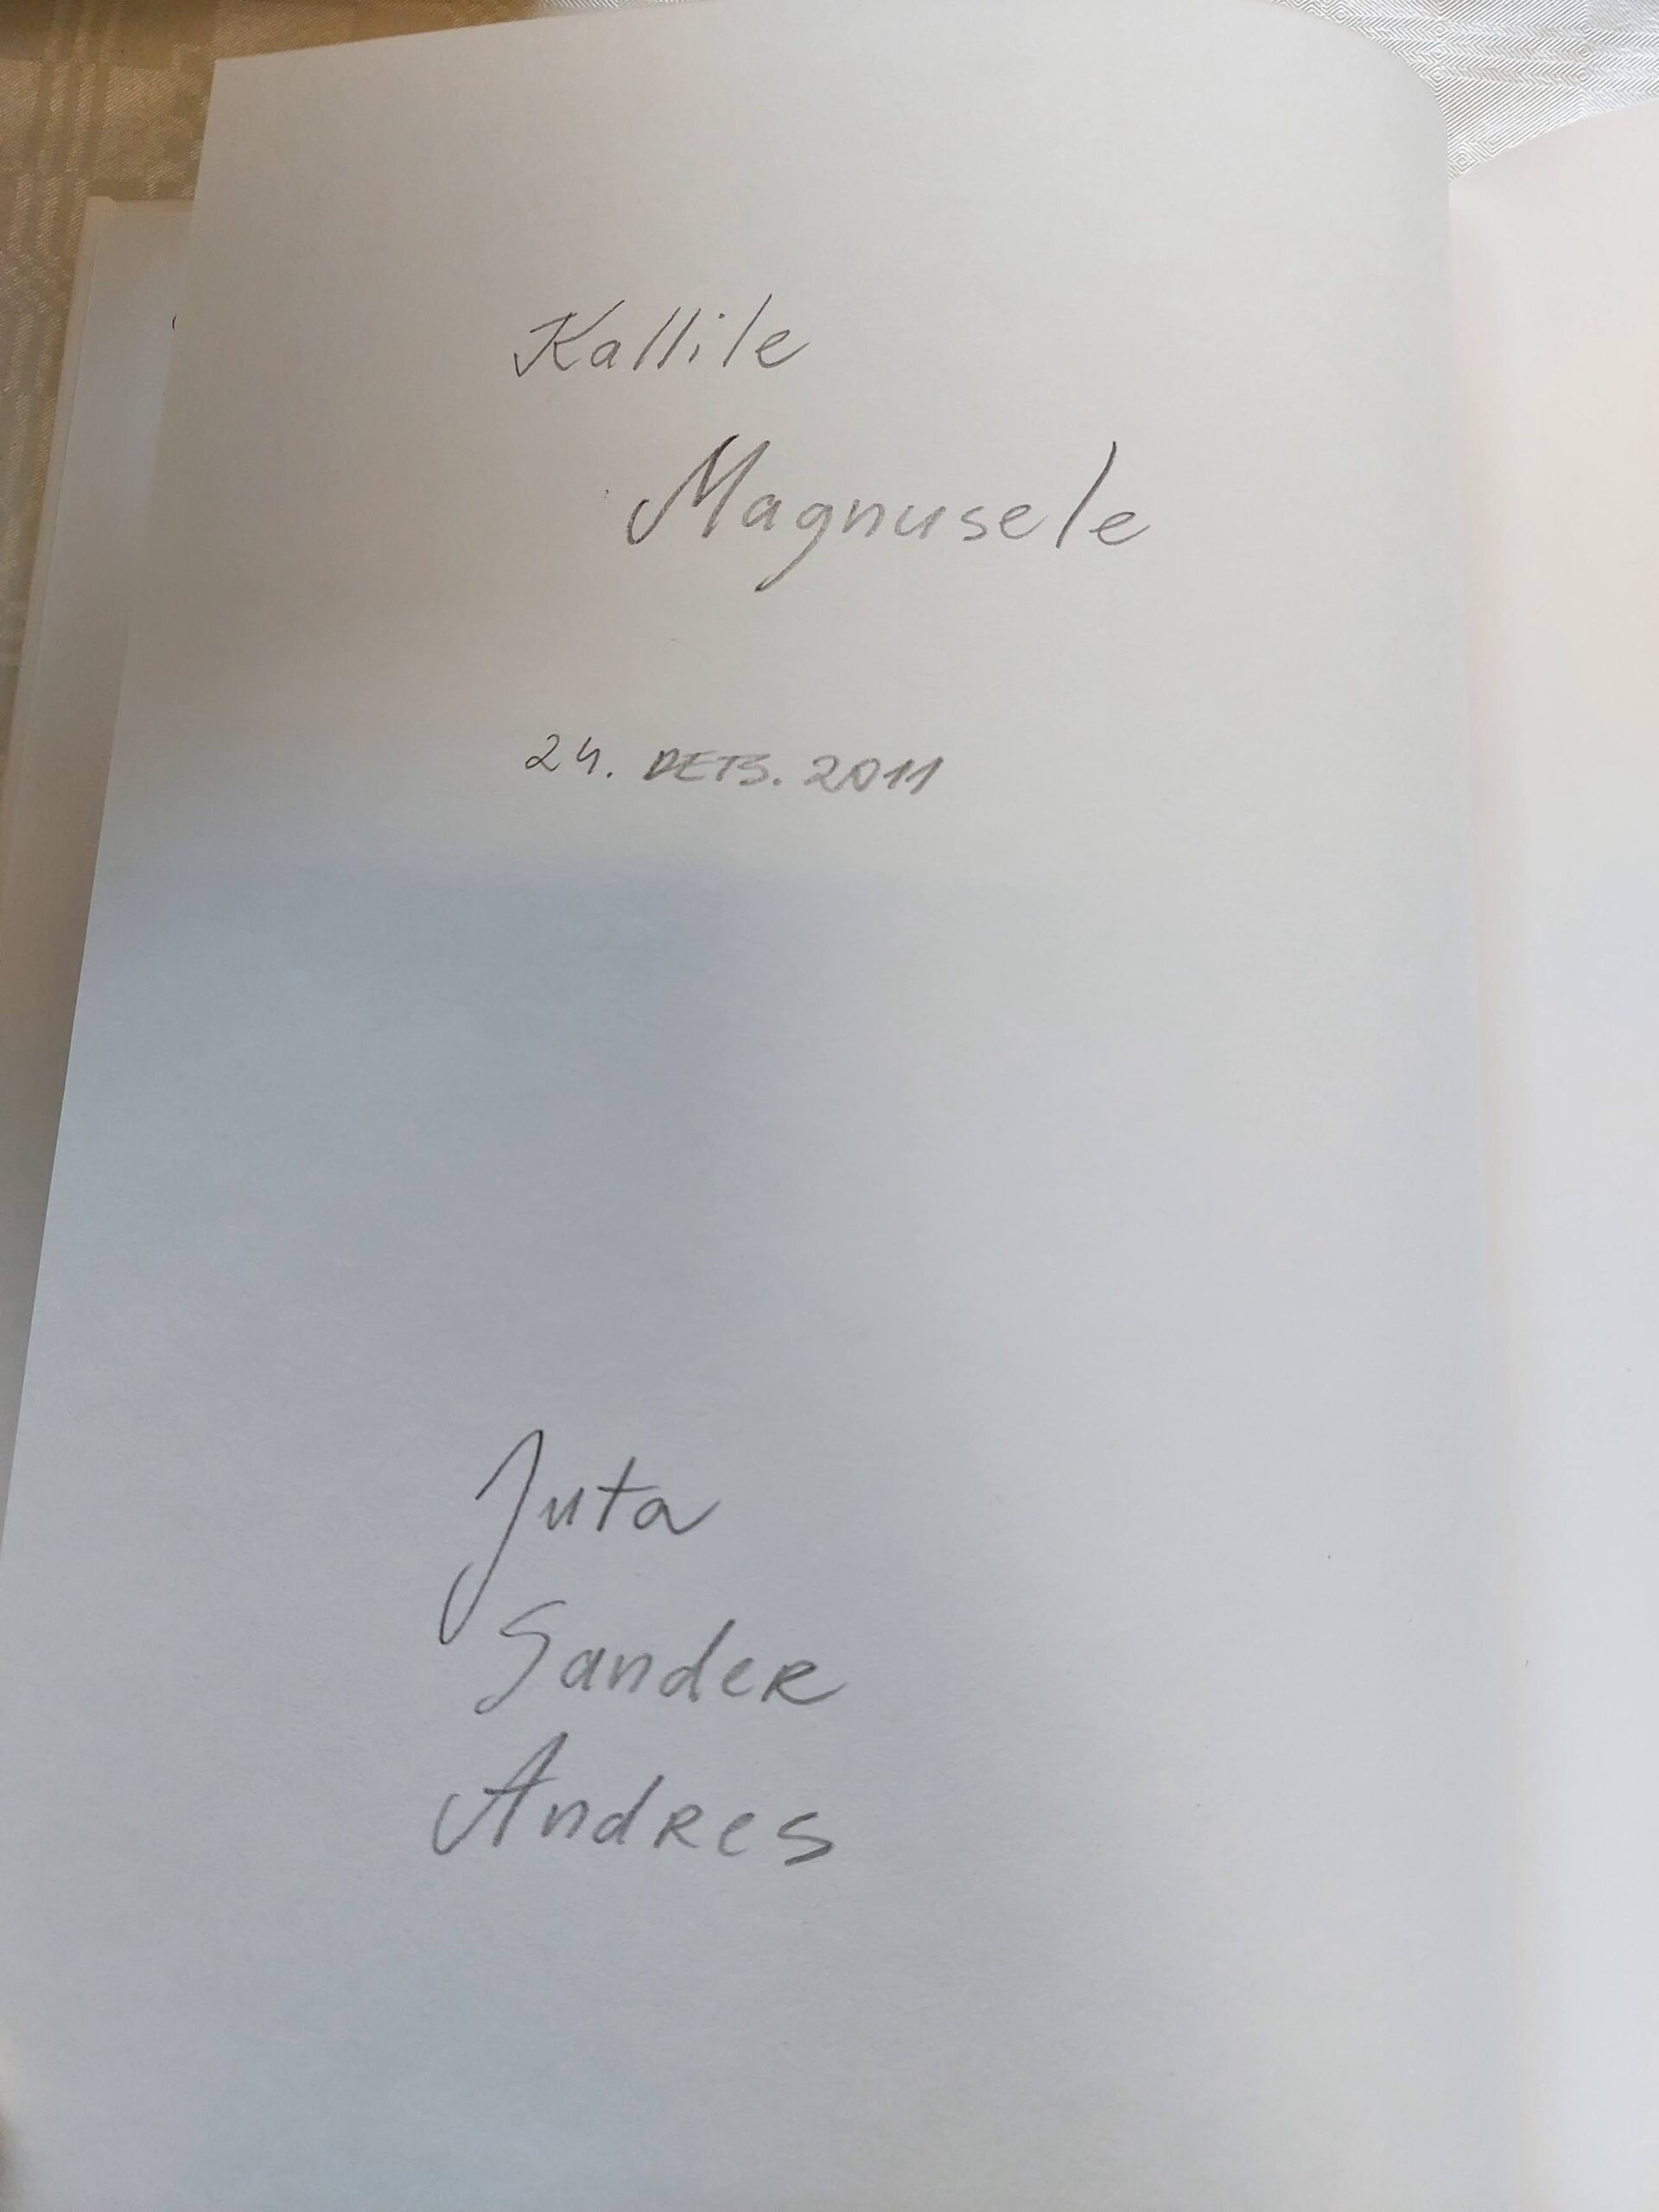 Kallile
Magnusele
24. DETS. 2011
Juta
Sander
Andres